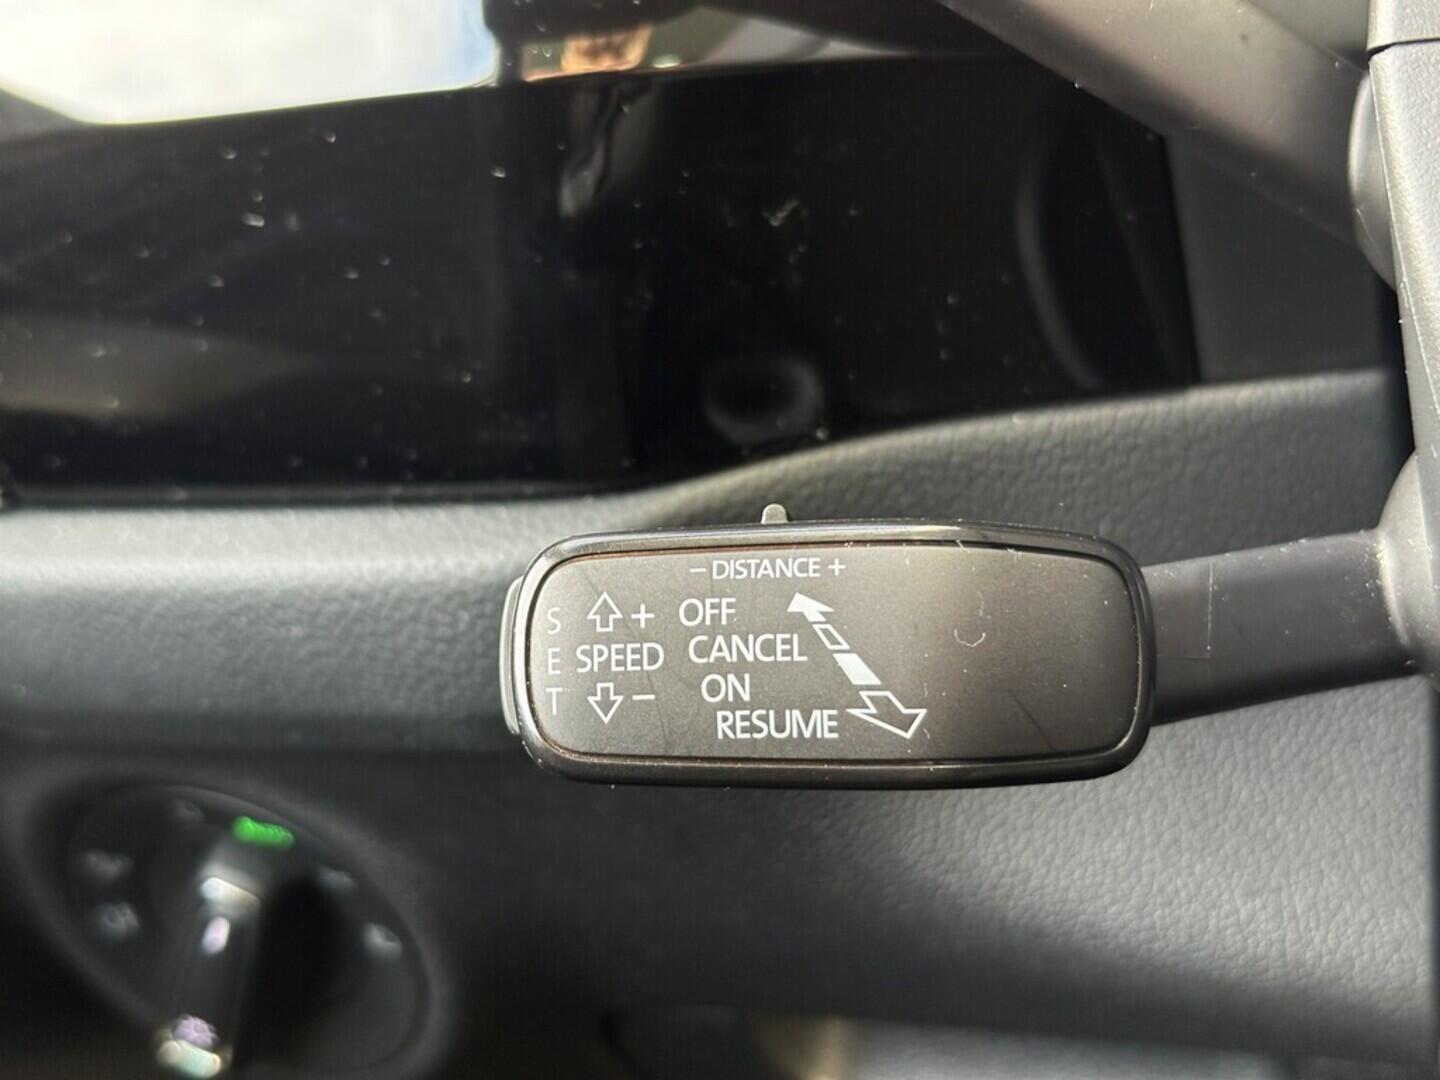 − DISTANCE +
S + OFF
CANCEL
E SPEED
T − ON
RESUME